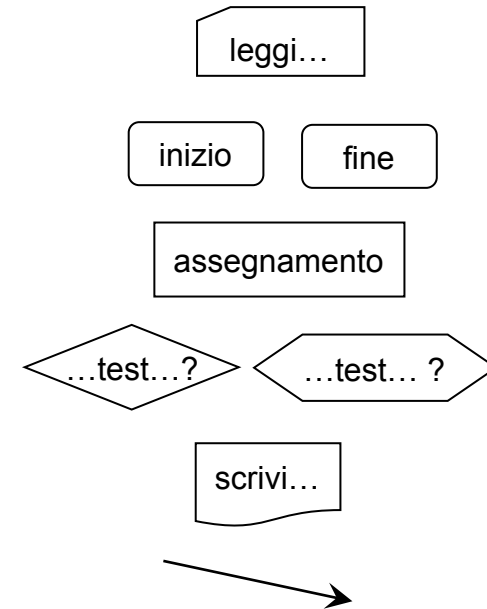 leggi…
inizio
fine
assegnamento
…test…?
…test… ?
scrivi…